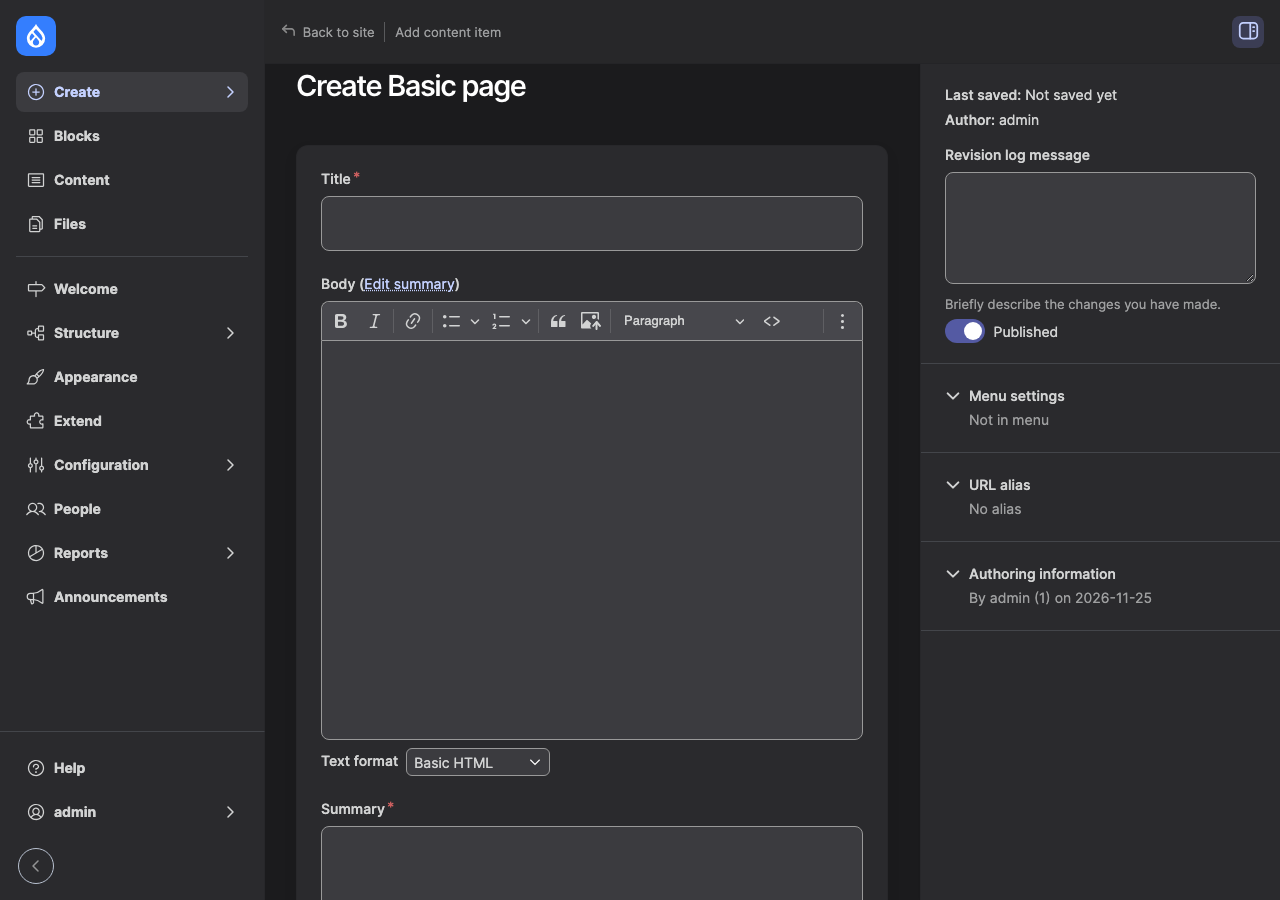 Create
Blocks
Content
Files
Welcome
Structure
Appearance
Extend
Configuration
People
Reports
Announcements
Help
admin
Back to site
Add content item
Create Basic page
Title*
Body (Edit summary)
B I
Paragraph
Text format Basic HTML
Summary*
Last saved: Not saved yet
Author: admin
Revision log message
Briefly describe the changes you have made.
Published
Menu settings
Not in menu
URL alias
No alias
Authoring information
By admin (1) on 2026-11-25